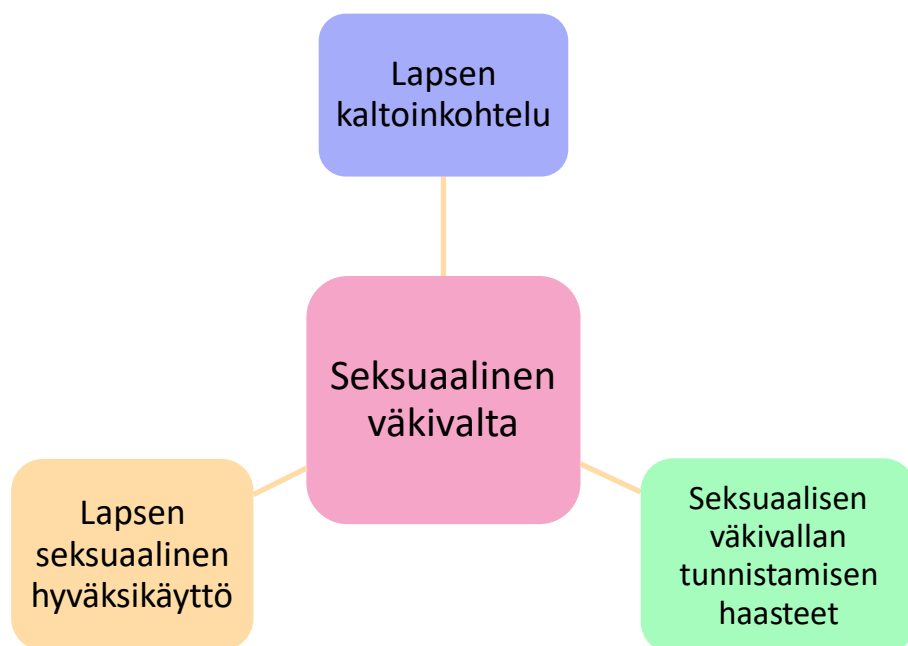 Lapsen
kaltoinkohtelu
Seksuaalinen
väkivalta
Lapsen
seksuaalinen
hyväksikäyttö
Seksuaalisen
väkivallan
tunnistamisen
haasteet